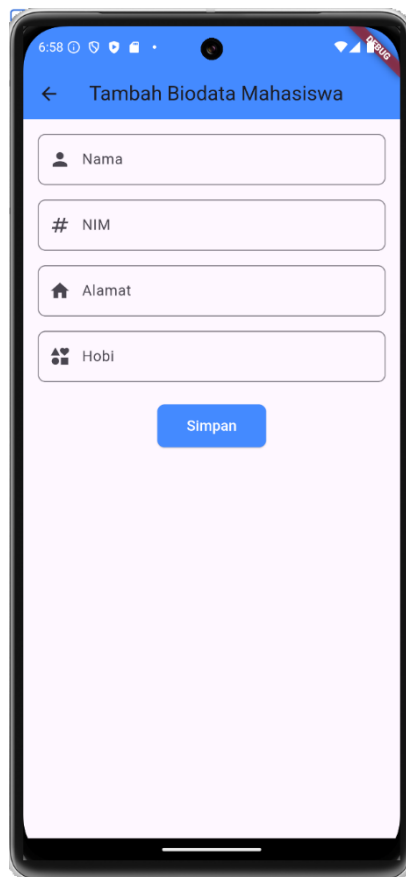 6:58
DEBUG
Tambah Biodata Mahasiswa
Nama
# NIM
Alamat
Hobi
Simpan